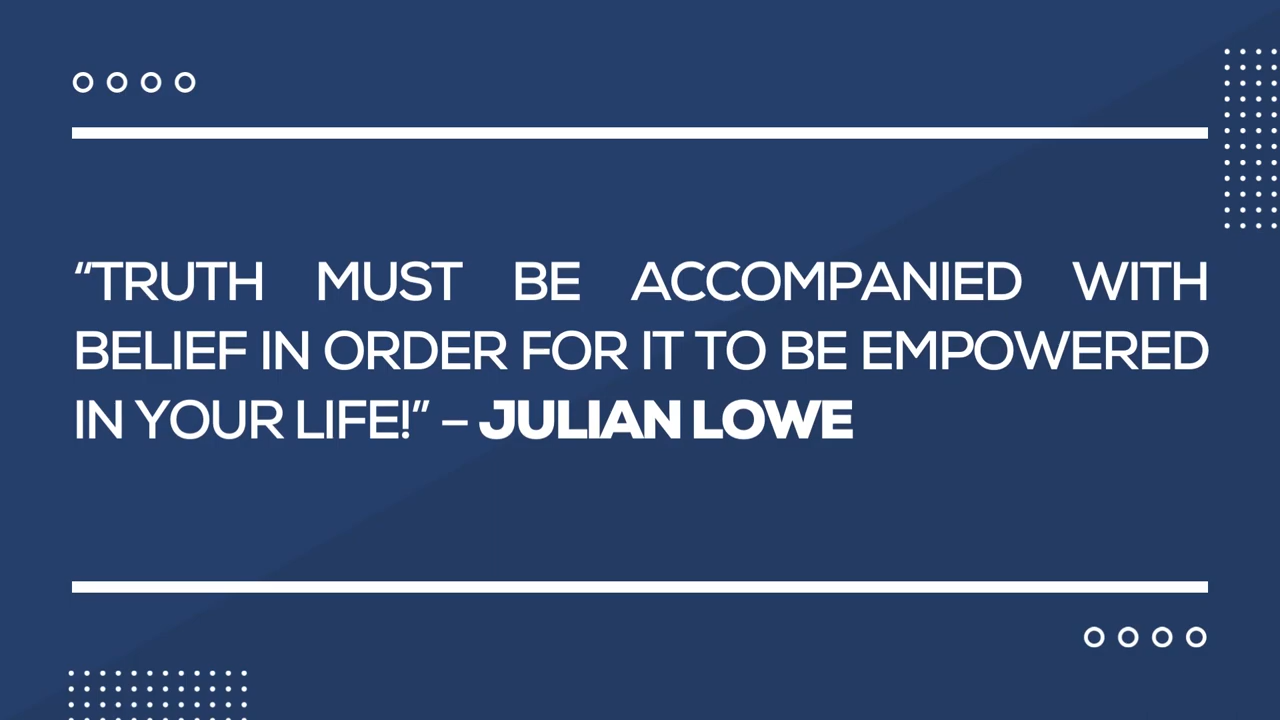 “TRUTH MUST BE ACCOMPANIED WITH
BELIEF IN ORDER FOR IT TO BE EMPOWERED
IN YOUR LIFE!” – JULIAN LOWE